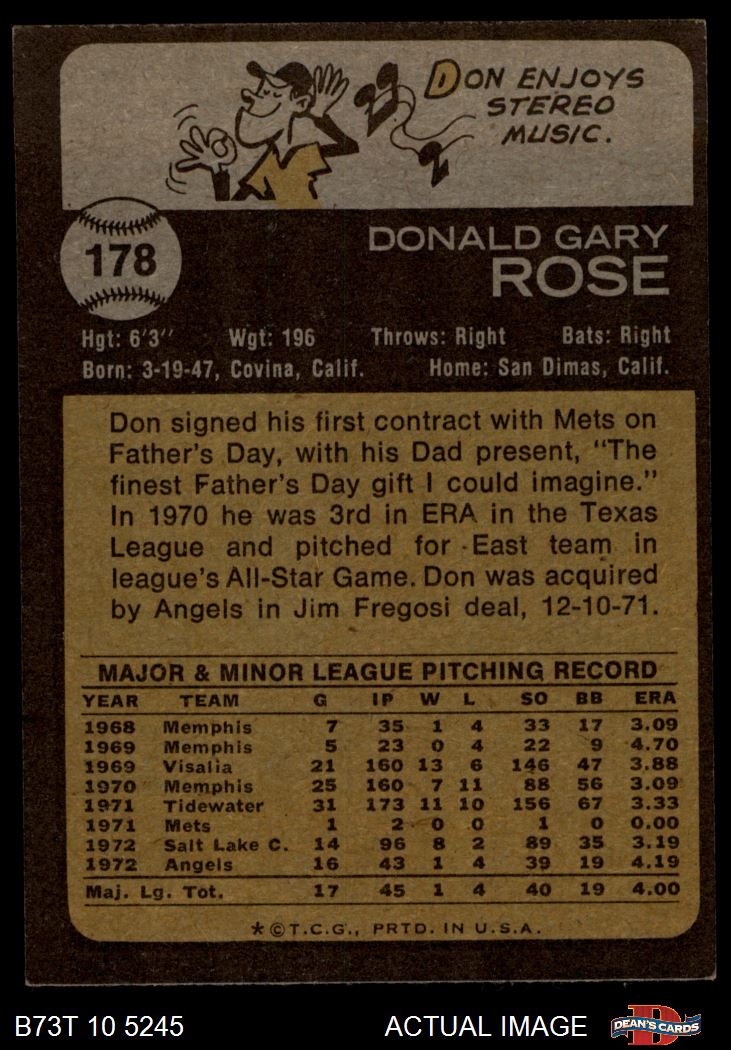 DON ENJOYS
STEREO
MUSIC.
178
DONALD GARY
ROSE
Hgt: 6'3" Wgt: 196 Throws: Right Bats: Right
Born: 3-19-47, Covina, Calif. Home: San Dimas, Calif.
Don signed his first contract with Mets on
Father's Day, with his Dad present, "The
finest Father's Day gift I could imagine."
In 1970 he was 3rd in ERA in the Texas
League and pitched for East team in
league's All-Star Game. Don was acquired
by Angels in Jim Fregosi deal, 12-10-71.
MAJOR & MINOR LEAGUE PITCHING RECORD
YEAR TEAM G IP W L SO BB ERA
1968 Memphis 7 35 1 4 33 17 3.09
1969 Memphis 5 23 0 4 22 9 4.70
1969 Visalia 21 160 13 6 146 47 3.88
1970 Memphis 25 160 7 11 88 56 3.09
1971 Tidewater 31 173 11 10 156 67 3.33
1971 Mets 1 2 0 0 1 0 0.00
1972 Salt Lake C. 14 96 8 2 89 35 3.19
1972 Angels 16 43 1 4 39 19 4.19
Maj. Lg. Tot. 17 45 1 4 40 19 4.00
*©T.C.G., PRTD. IN U.S.A.
B73T 10 5245 ACTUAL IMAGE DEAN'S CARDS